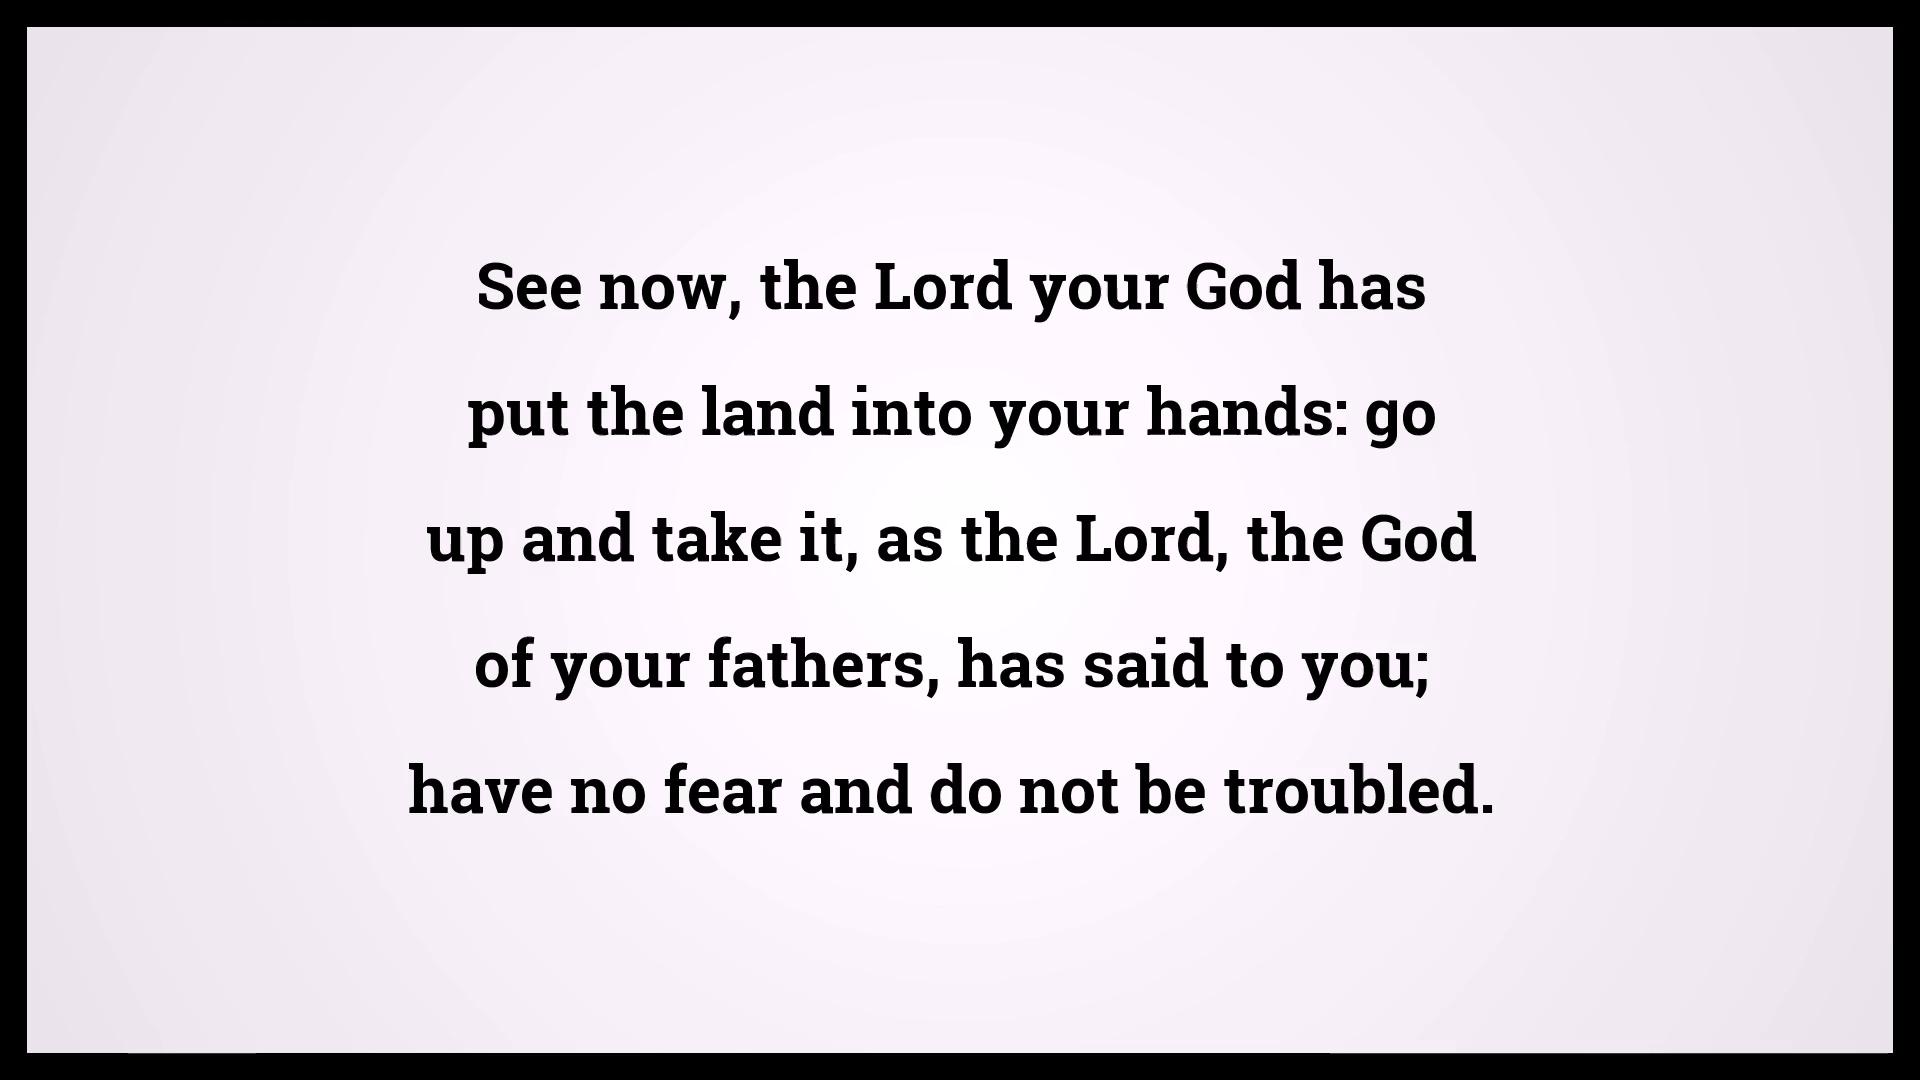 See now, the Lord your God has
put the land into your hands: go
up and take it, as the Lord, the God
of your fathers, has said to you;
have no fear and do not be troubled.